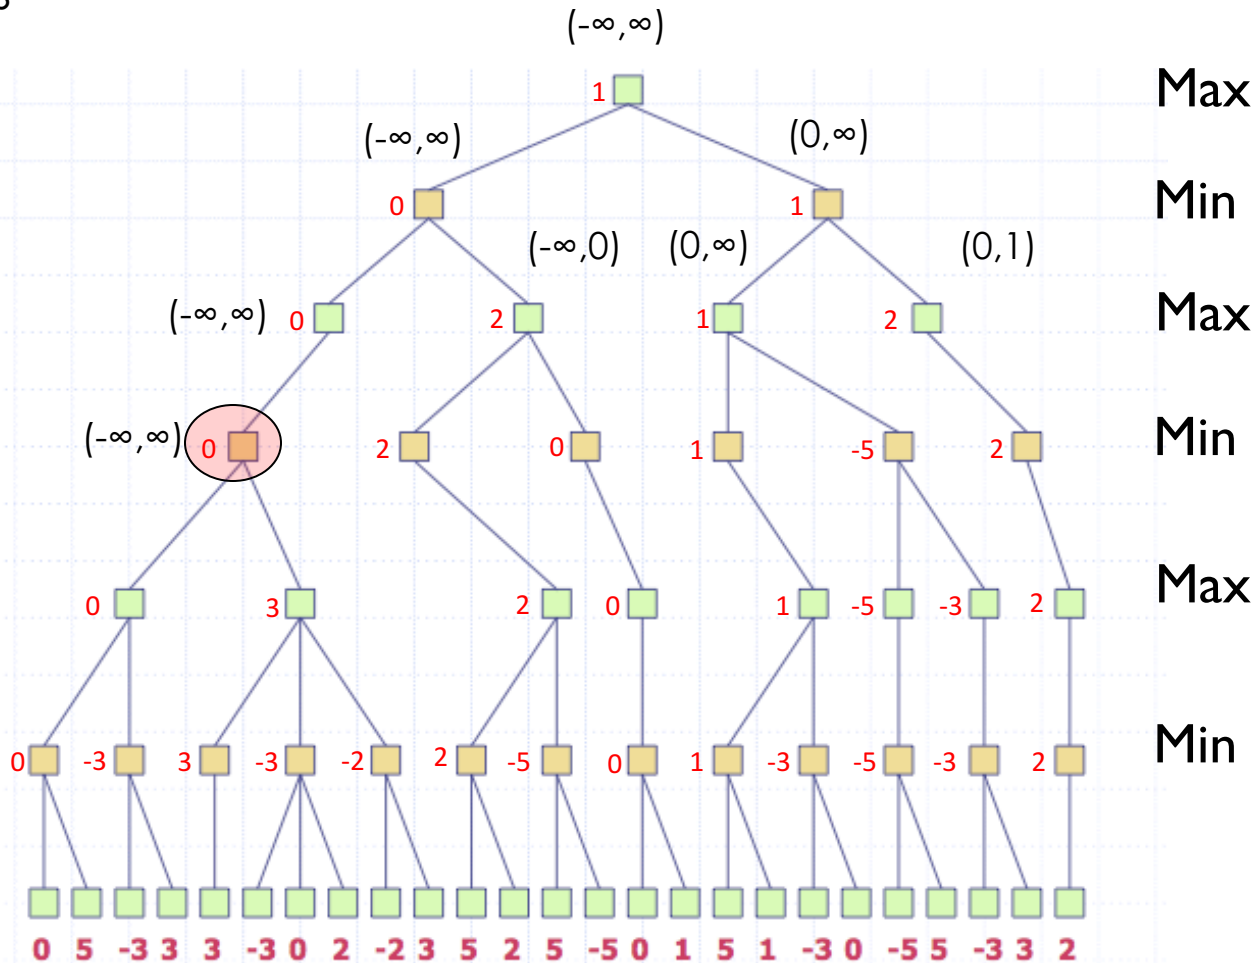 (-∞,∞)
1 Max
(-∞,∞) (0,∞)
0 1 Min
(-∞,0) (0,∞) (0,1)
(-∞,∞) 0 2 1 2 Max
(-∞,∞) 0 2 0 1 -5 2 Min
0 3 2 0 1 -5 -3 2 Max
0 -3 3 -3 -2 2 -5 0 1 -3 -5 -3 2 Min
0 5 -3 3 3 -3 0 2 -2 3 5 2 5 -5 0 1 5 1 -3 0 -5 5 -3 3 2